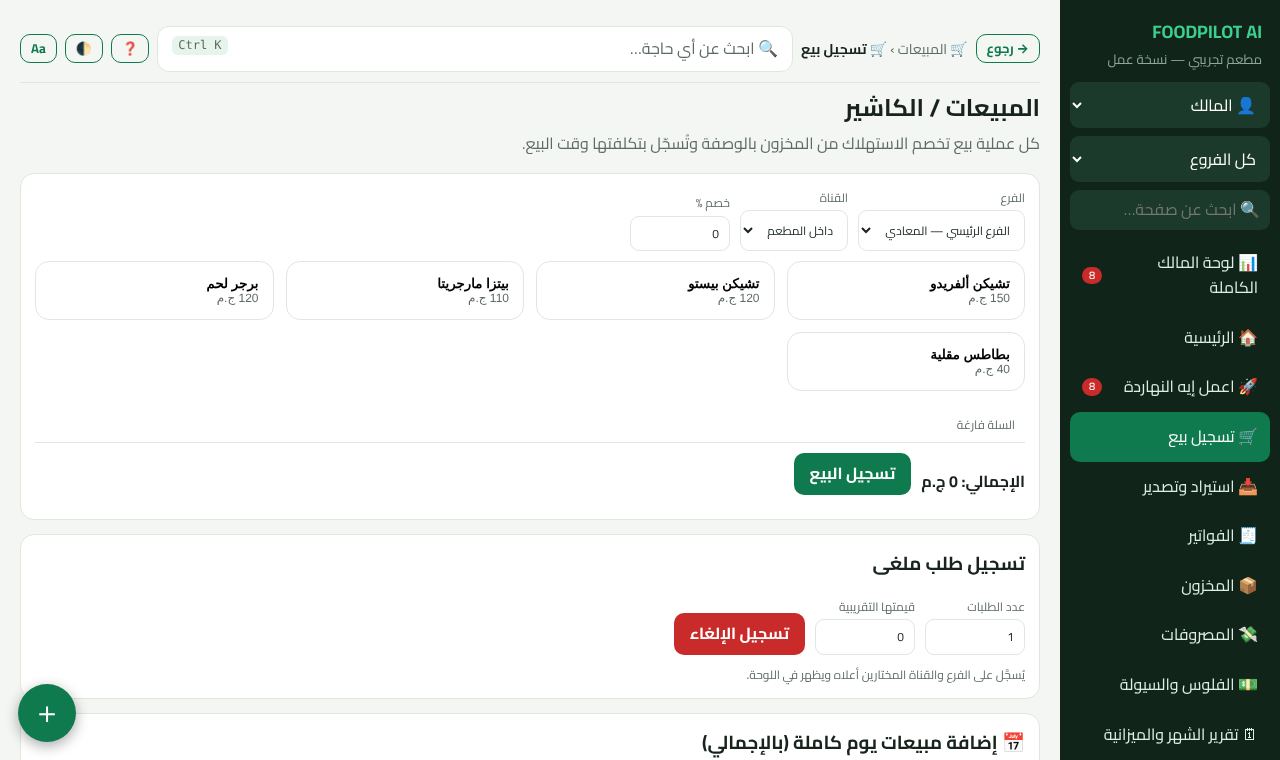 FOODPILOT AI
مطعم تجريبي — نسخة عمل
👤 المالك
كل الفروع
🔍 ابحث عن صفحة...
📊 لوحة المالك الكاملة
8
🏠 الرئيسية
🚀 اعمل إيه النهاردة
8
🛒 تسجيل بيع
📥 استيراد وتصدير
🧾 الفواتير
📦 المخزون
💸 المصروفات
💵 الفلوس والسيولة
🗓 تقرير الشهر والميزانية
→ رجوع
🛒 المبيعات › 🛒 تسجيل بيع
🔍 ابحث عن أي حاجة...
Ctrl K
❓
🌓
Aa
المبيعات / الكاشير
كل عملية بيع تخصم الاستهلاك من المخزون بالوصفة وتُسجّل بتكلفتها وقت البيع.
الفرع
القناة
خصم %
الفرع الرئيسي — المعادي
داخل المطعم
0
تشيكن ألفريدو
150 ج.م
تشيكن بيستو
120 ج.م
بيتزا مارجريتا
110 ج.م
برجر لحم
120 ج.م
بطاطس مقلية
40 ج.م
السلة فارغة
الإجمالي: 0 ج.م
تسجيل البيع
تسجيل طلب ملغى
عدد الطلبات
قيمتها التقريبية
1
0
تسجيل الإلغاء
يُسجَّل على الفرع والقناة المختارين أعلاه ويظهر في اللوحة.
📅 إضافة مبيعات يوم كاملة (بالإجمالي)
+